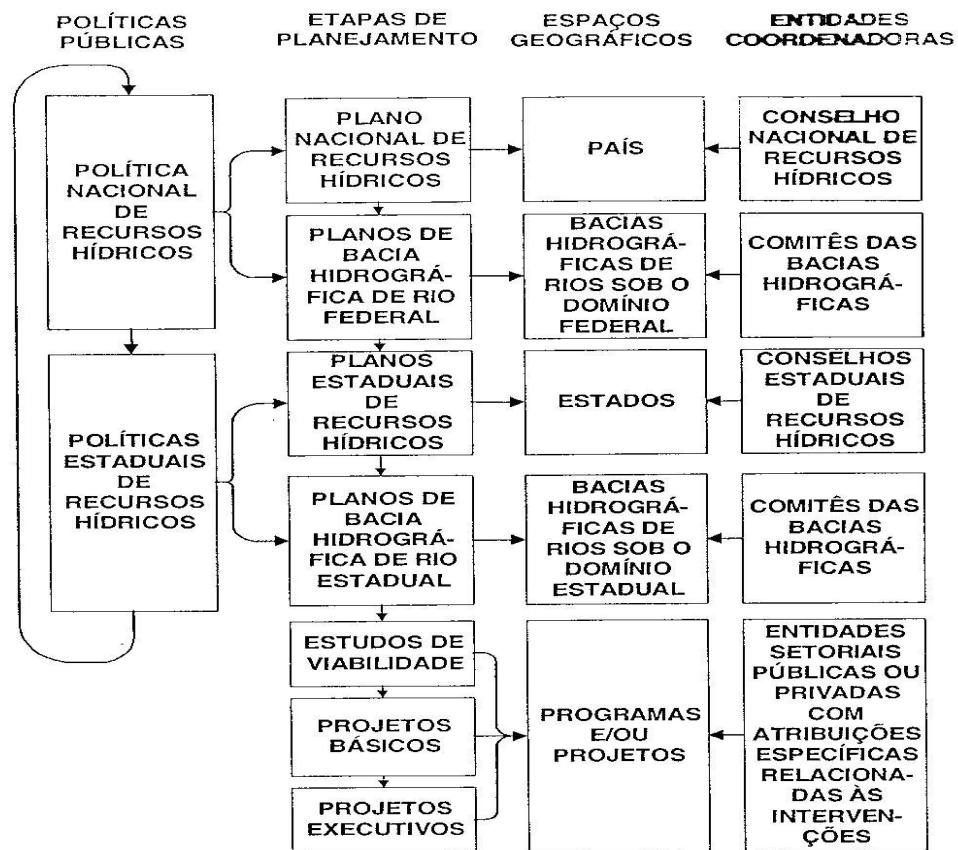 POLÍTICAS
PÚBLICAS
ETAPAS DE
PLANEJAMENTO
ESPAÇOS
GEOGRÁFICOS
ENTIDADES
COORDENADORAS
POLÍTICA
NACIONAL
DE
RECURSOS
HÍDRICOS
PLANO
NACIONAL DE
RECURSOS
HÍDRICOS
PAÍS
CONSELHO
NACIONAL DE
RECURSOS
HÍDRICOS
PLANOS DE
BACIA
HIDROGRÁ-
FICA DE RIO
FEDERAL
BACIAS
HIDROGRÁ-
FICAS DE
RIOS SOB O
DOMÍNIO
FEDERAL
COMITÊS DAS
BACIAS
HIDROGRÁ-
FICAS
POLÍTICAS
ESTADUAIS
DE
RECURSOS
HÍDRICOS
PLANOS
ESTADUAIS
DE
RECURSOS
HÍDRICOS
ESTADOS
CONSELHOS
ESTADUAIS
DE
RECURSOS
HÍDRICOS
PLANOS DE
BACIA
HIDROGRÁ-
FICA DE RIO
ESTADUAL
BACIAS
HIDROGRÁ-
FICAS DE
RIOS SOB O
DOMÍNIO
ESTADUAL
COMITÊS DAS
BACIAS
HIDROGRÁ-
FICAS
ESTUDOS DE
VIABILIDADE
PROJETOS
BÁSICOS
PROJETOS
EXECUTIVOS
PROGRAMAS
E/OU
PROJETOS
ENTIDADES
SETORIAIS
PÚBLICAS OU
PRIVADAS
COM
ATRIBUIÇÕES
ESPECÍFICAS
RELACIONA-
DAS ÀS
INTERVEN-
ÇÕES